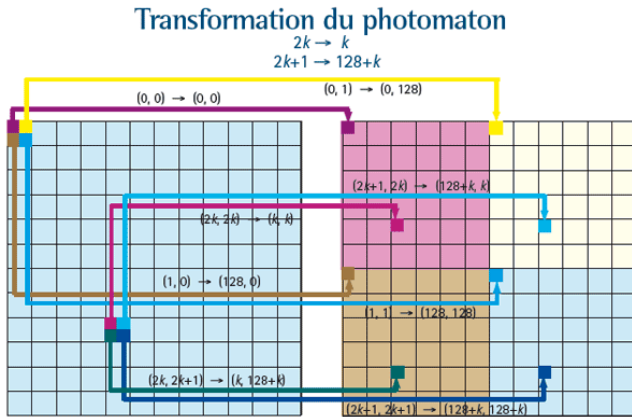 Transformation du photomaton
2k → k
2k+1 → 128+k
(0, 1) → (0, 128)
(0, 0) → (0, 0)
(2k+1, 2k) → (128+k, k)
(2k, 2k) → (k, k)
(1, 0) → (128, 0)
(1, 1) → (128, 128)
(2k, 2k+1) → (k, 128+k)
(2k+1, 2k+1) → (128+k, 128+k)